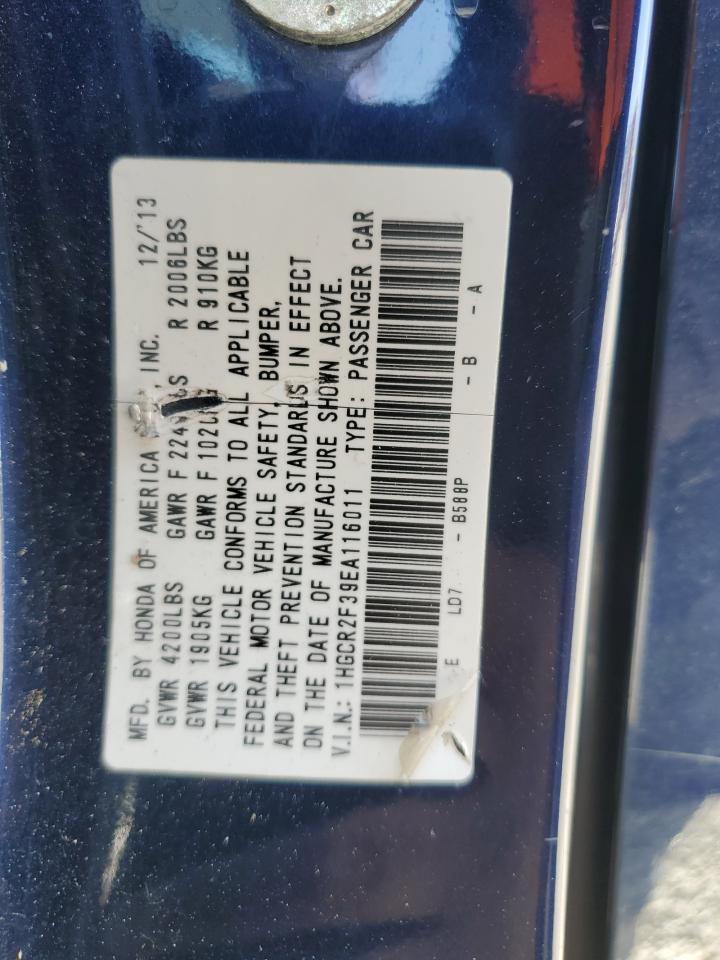 MFD. BY HONDA OF AMERICA INC. 12/'13
GVWR 4200LBS GAWR F R 2006LBS
GVWR 1905KG GAWR F R 910KG
THIS VEHICLE CONFORMS TO ALL APPLICABLE
FEDERAL MOTOR VEHICLE SAFETY, BUMPER,
AND THEFT PREVENTION STANDARDS IN EFFECT
ON THE DATE OF MANUFACTURE SHOWN ABOVE.
V.I.N.: 1HGCR2F39EA116011 TYPE: PASSENGER CAR
E LD7 - B588P - B - A